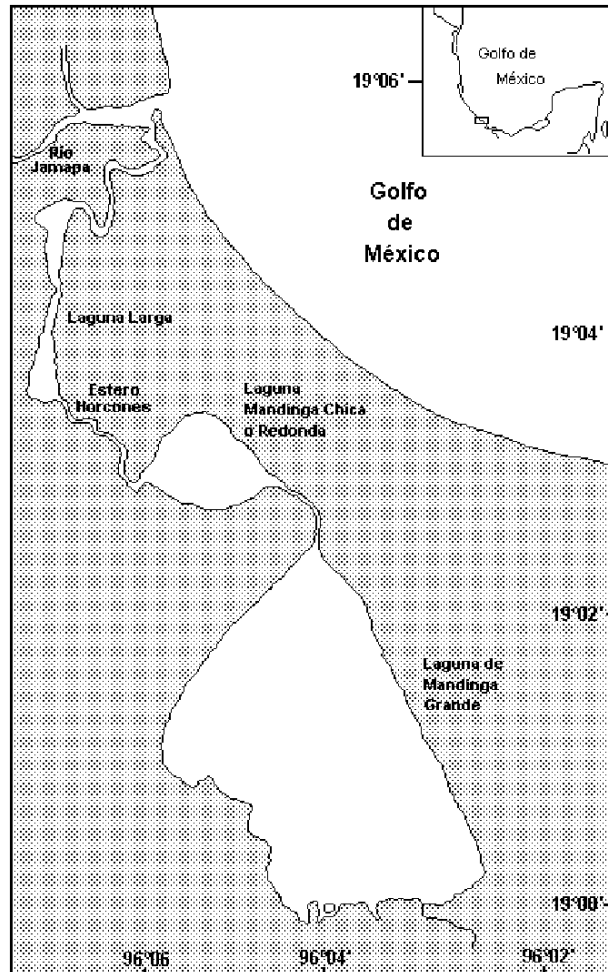 Golfo de
México
19°06'
Río
Jamapa
Golfo
de
México
Laguna Larga
19°04'
Estero
Horcones
Laguna
Mandinga Chica
o Redonda
19°02'
Laguna de
Mandinga
Grande
19°00'
96°06
96°04'
96°02'